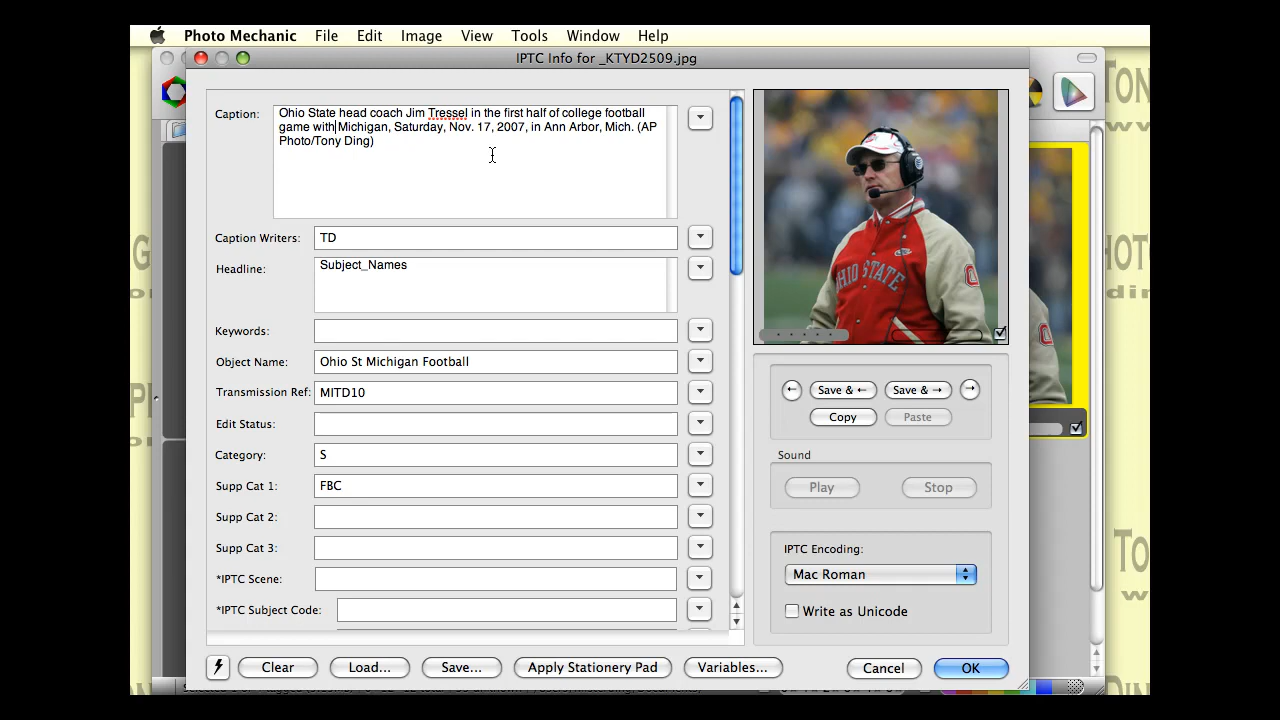 Photo Mechanic File Edit Image View Tools Window Help
IPTC Info for _KTYD2509.jpg
Caption:
Ohio State head coach Jim Tressel in the first half of college football
game with Michigan, Saturday, Nov. 17, 2007, in Ann Arbor, Mich. (AP
Photo/Tony Ding)
Caption Writers: TD
Headline: Subject_Names
Keywords:
Object Name: Ohio St Michigan Football
Transmission Ref: MITD10
Edit Status:
Category: S
Supp Cat 1: FBC
Supp Cat 2:
Supp Cat 3:
*IPTC Scene:
*IPTC Subject Code:
OHIO STATE
Save & ← Save & →
Copy Paste
Sound
Play Stop
IPTC Encoding:
Mac Roman
Write as Unicode
Clear Load... Save... Apply Stationery Pad Variables... Cancel OK